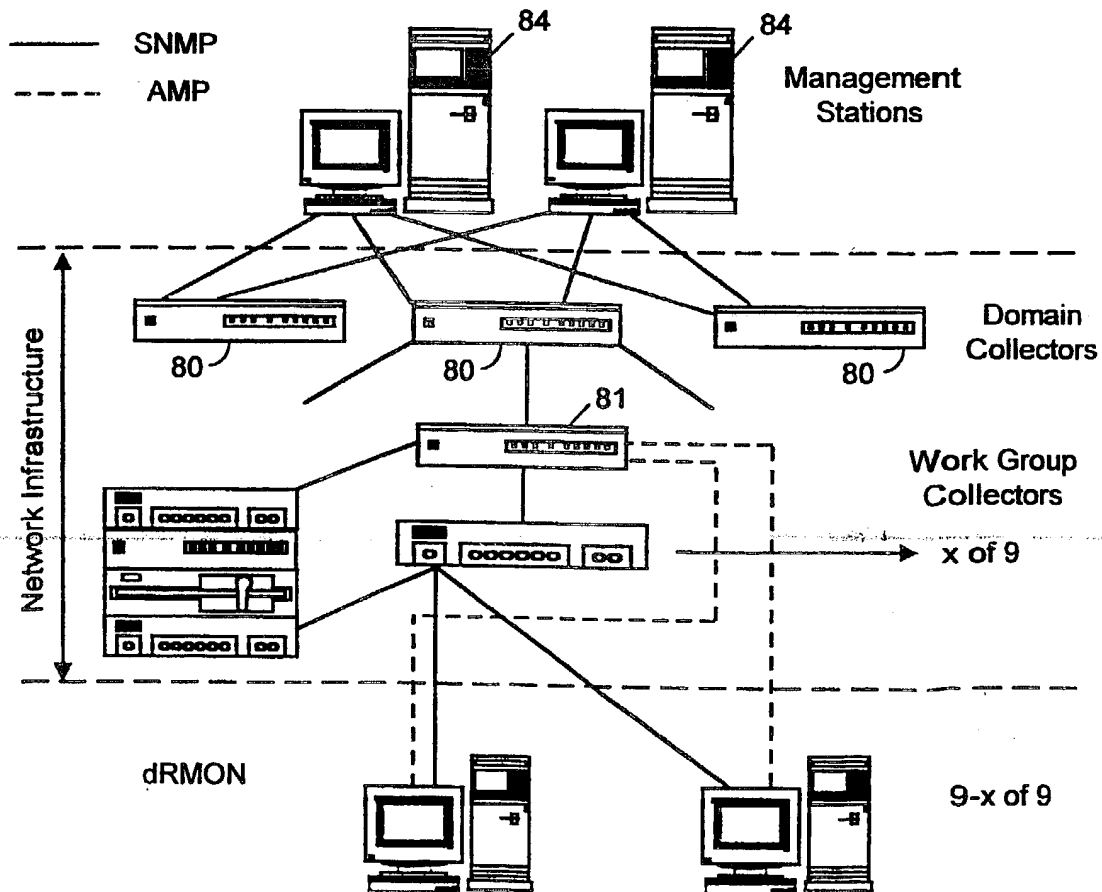 SNMP
AMP
84
84
Management
Stations
Network Infrastructure
80
80
80
Domain
Collectors
81
Work Group
Collectors
x of 9
dRMON
9-x of 9